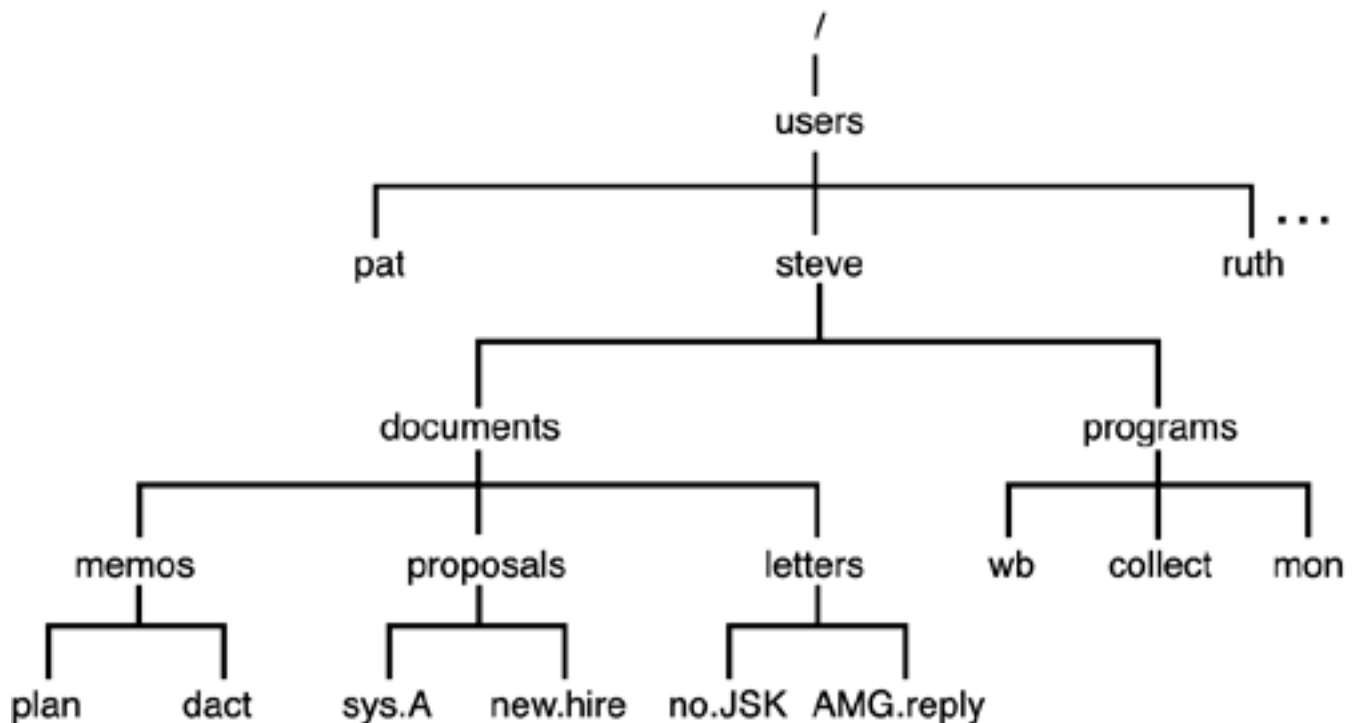 /
users
pat steve ruth ...
documents programs
memos proposals letters wb collect mon
plan dact sys.A new.hire no.JSK AMG.reply